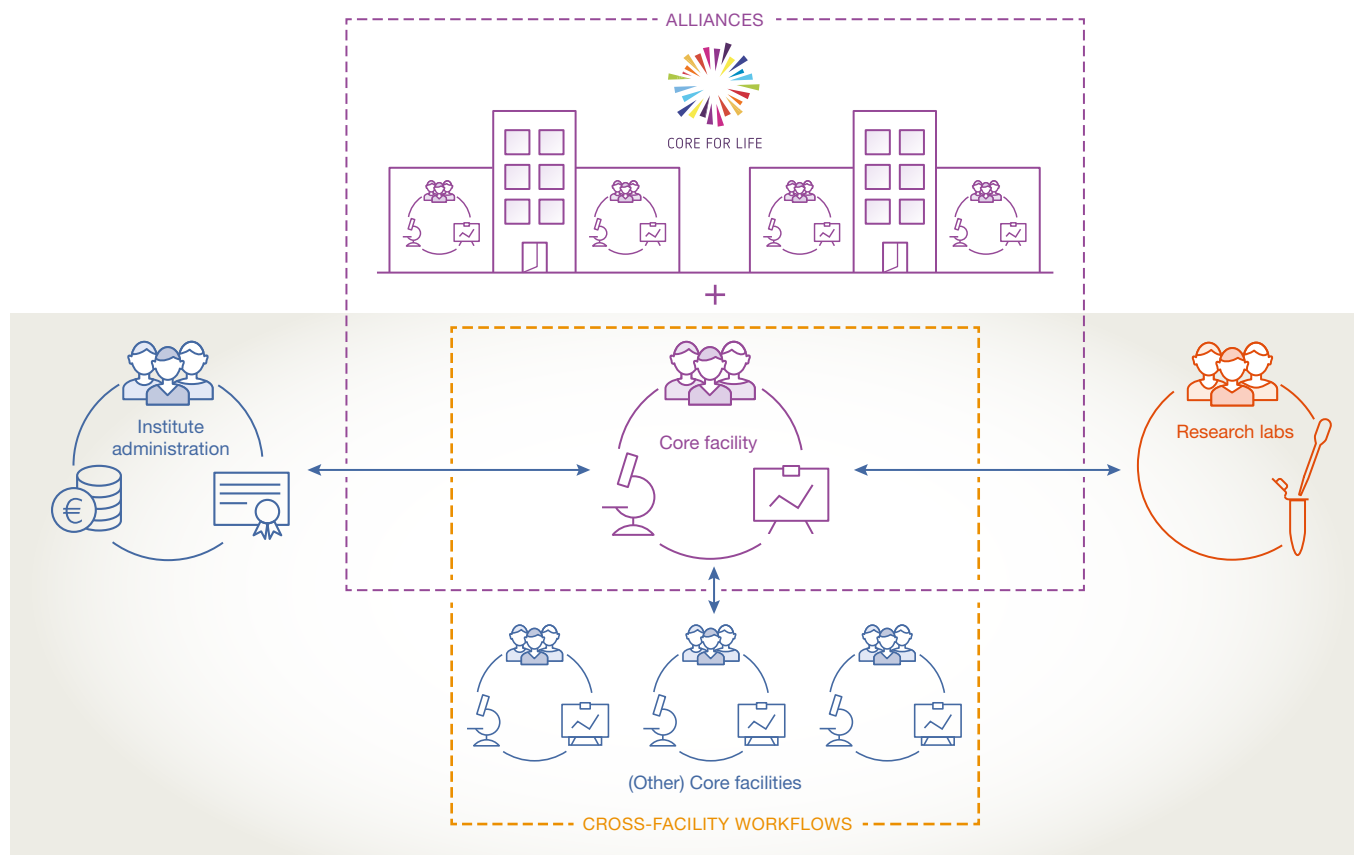 ALLIANCES
CORE FOR LIFE
+
Institute
administration
€
Core facility
Research labs
(Other) Core facilities
CROSS-FACILITY WORKFLOWS